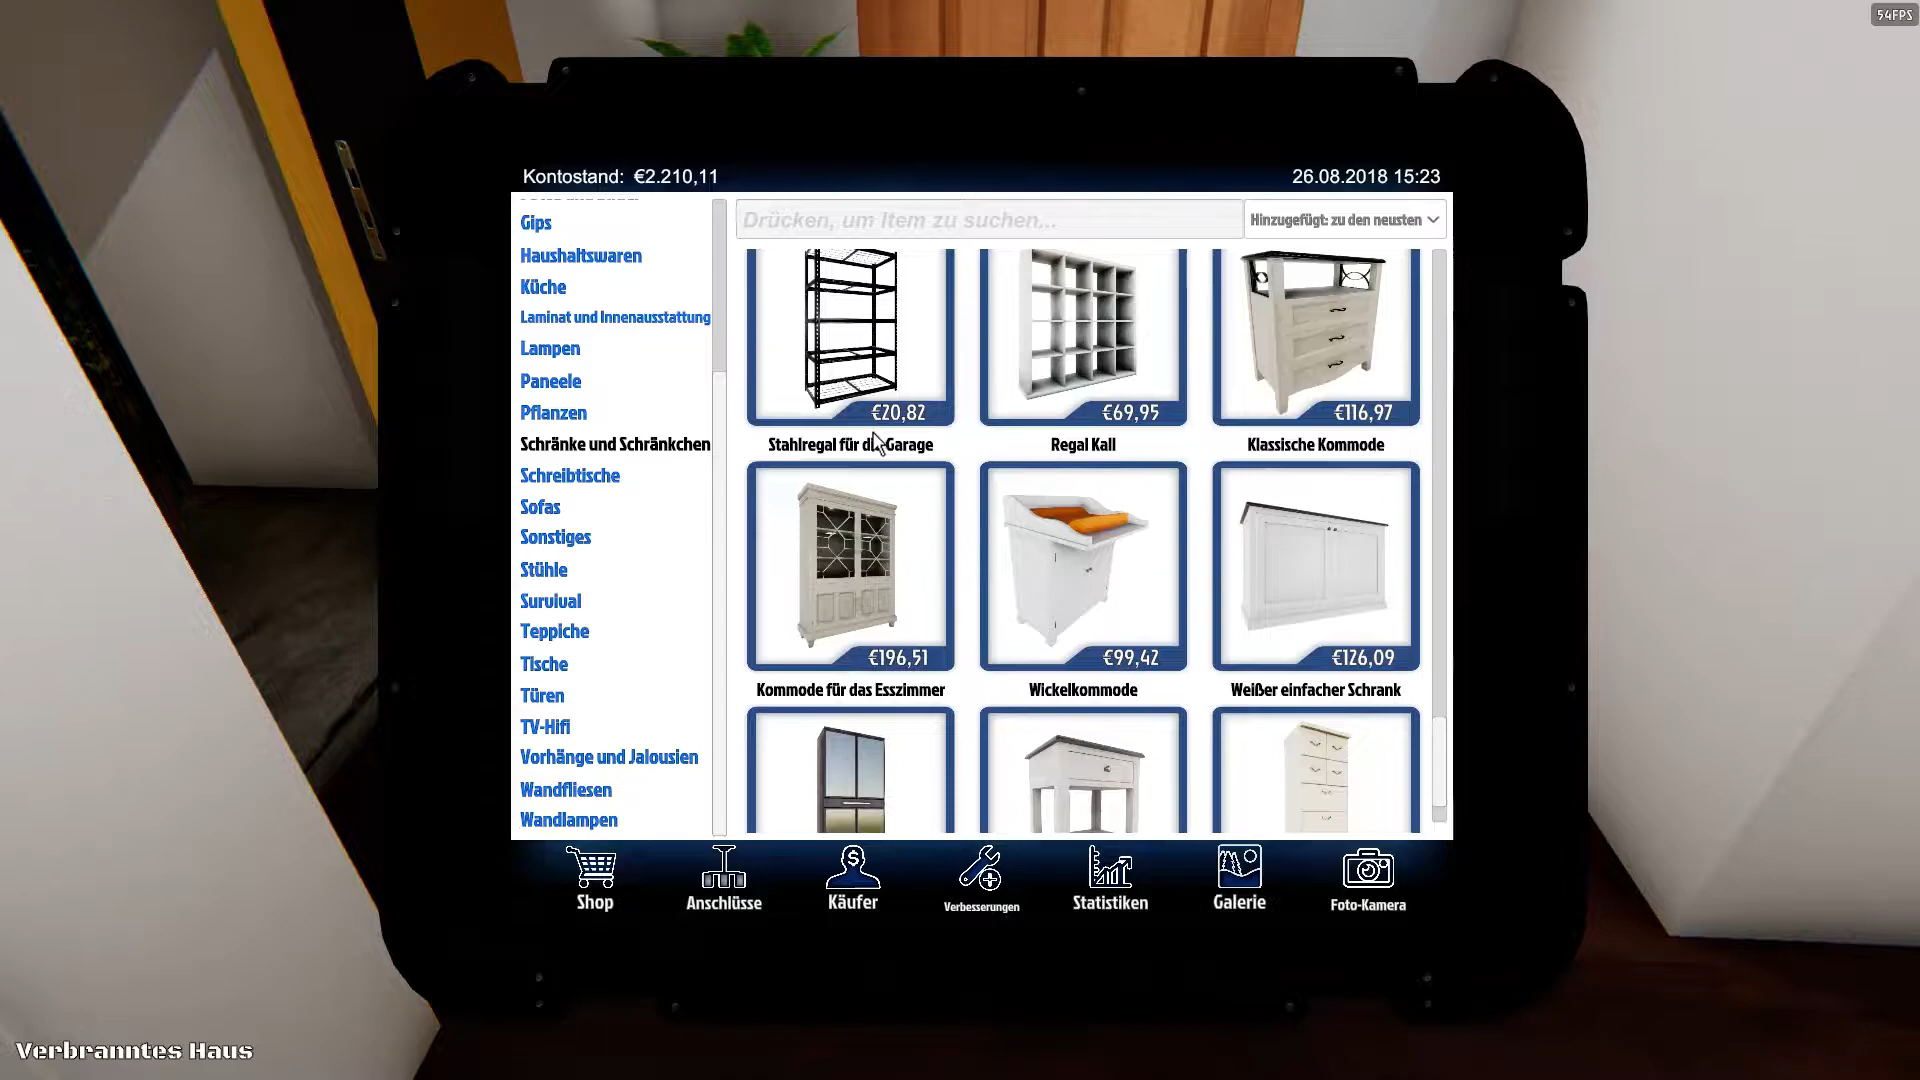 54FPS
Kontostand: €2.210,11
26.08.2018 15:23
Drücken, um Item zu suchen...
Hinzugefügt: zu den neusten
Gips
Haushaltswaren
Küche
Laminat und Innenausstattung
Lampen
Paneele
Pflanzen
Schränke und Schränkchen
Schreibtische
Sofas
Sonstiges
Stühle
Survival
Teppiche
Tische
Türen
TV-Hifi
Vorhänge und Jalousien
Wandfliesen
Wandlampen
€20,82
€69,95
€116,97
Stahlregal für die Garage
Regal Kall
Klassische Kommode
€196,51
€99,42
€126,09
Kommode für das Esszimmer
Wickelkommode
Weißer einfacher Schrank
Shop
Anschlüsse
Käufer
Verbesserungen
Statistiken
Galerie
Foto-Kamera
Verbranntes Haus